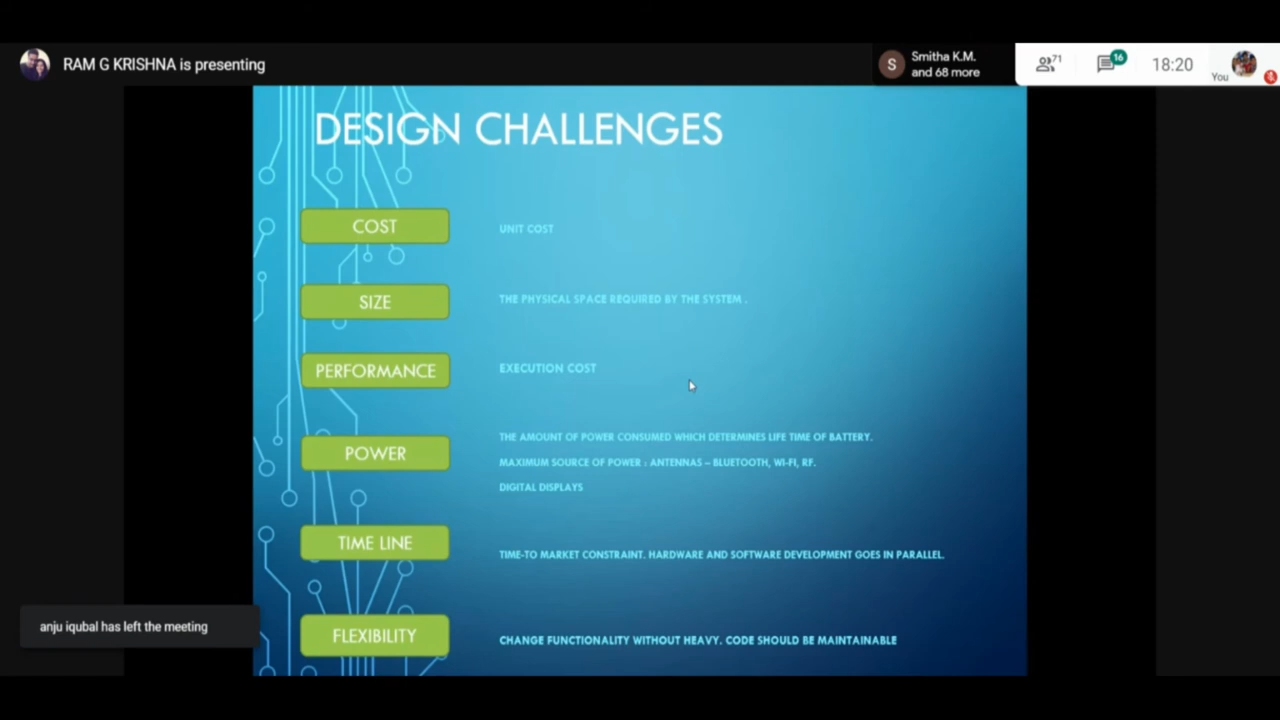 RAM G KRISHNA is presenting
S
Smitha K.M.
and 68 more
71
16
18:20
You
DESIGN CHALLENGES
COST
UNIT COST
SIZE
THE PHYSICAL SPACE REQUIRED BY THE SYSTEM .
PERFORMANCE
EXECUTION COST
POWER
THE AMOUNT OF POWER CONSUMED WHICH DETERMINES LIFE TIME OF BATTERY.
MAXIMUM SOURCE OF POWER : ANTENNAS – BLUETOOTH, WI-FI, RF.
DIGITAL DISPLAYS
TIME LINE
TIME-TO MARKET CONSTRAINT. HARDWARE AND SOFTWARE DEVELOPMENT GOES IN PARALLEL.
anju iqubal has left the meeting
FLEXIBILITY
CHANGE FUNCTIONALITY WITHOUT HEAVY. CODE SHOULD BE MAINTAINABLE